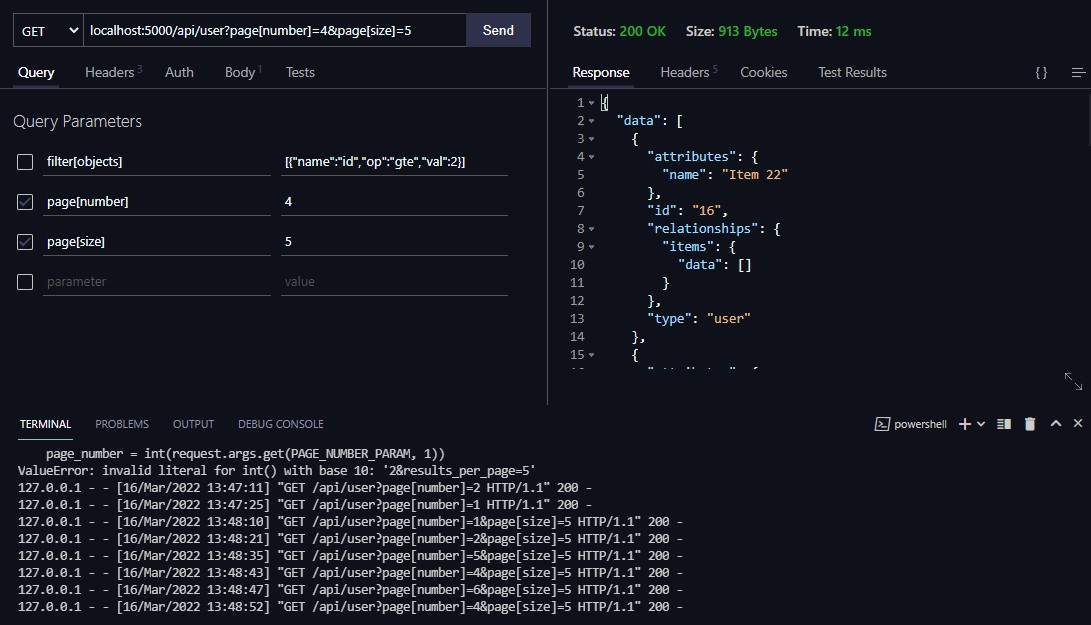 GET localhost:5000/api/user?page[number]=4&page[size]=5 Send
Query Headers 3 Auth Body 1 Tests
Query Parameters
filter[objects] [{"name":"id","op":"gte","val":2}]
page[number] 4
page[size] 5
parameter value
Status: 200 OK Size: 913 Bytes Time: 12 ms
Response Headers 5 Cookies Test Results { }
1 {
2 "data": [
3 {
4 "attributes": {
5 "name": "Item 22"
6 },
7 "id": "16",
8 "relationships": {
9 "items": {
10 "data": []
11 }
12 },
13 "type": "user"
14 },
15 {
TERMINAL PROBLEMS OUTPUT DEBUG CONSOLE powershell
page_number = int(request.args.get(PAGE_NUMBER_PARAM, 1))
ValueError: invalid literal for int() with base 10: '2&results_per_page=5'
127.0.0.1 - - [16/Mar/2022 13:47:11] "GET /api/user?page[number]=2 HTTP/1.1" 200 -
127.0.0.1 - - [16/Mar/2022 13:47:25] "GET /api/user?page[number]=1 HTTP/1.1" 200 -
127.0.0.1 - - [16/Mar/2022 13:48:10] "GET /api/user?page[number]=1&page[size]=5 HTTP/1.1" 200 -
127.0.0.1 - - [16/Mar/2022 13:48:21] "GET /api/user?page[number]=2&page[size]=5 HTTP/1.1" 200 -
127.0.0.1 - - [16/Mar/2022 13:48:35] "GET /api/user?page[number]=5&page[size]=5 HTTP/1.1" 200 -
127.0.0.1 - - [16/Mar/2022 13:48:43] "GET /api/user?page[number]=4&page[size]=5 HTTP/1.1" 200 -
127.0.0.1 - - [16/Mar/2022 13:48:47] "GET /api/user?page[number]=6&page[size]=5 HTTP/1.1" 200 -
127.0.0.1 - - [16/Mar/2022 13:48:52] "GET /api/user?page[number]=4&page[size]=5 HTTP/1.1" 200 -